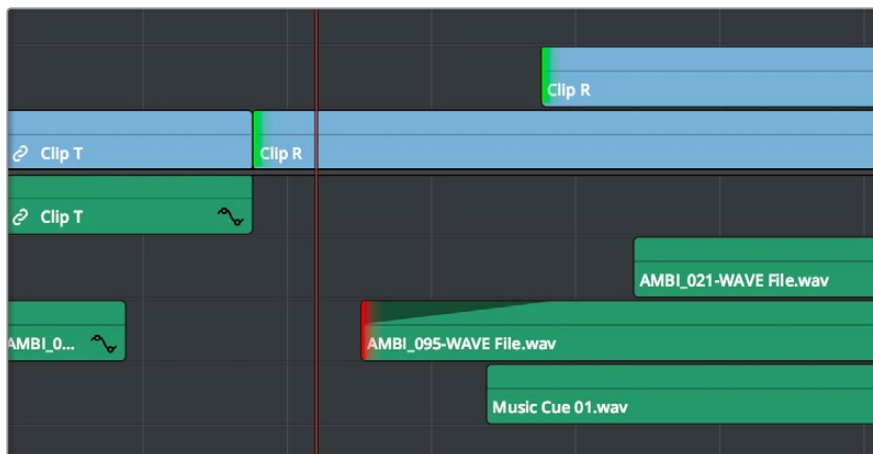 Clip R
Clip T
Clip R
Clip T
AMBI_021-WAVE File.wav
AMBI_0...
AMBI_095-WAVE File.wav
Music Cue 01.wav